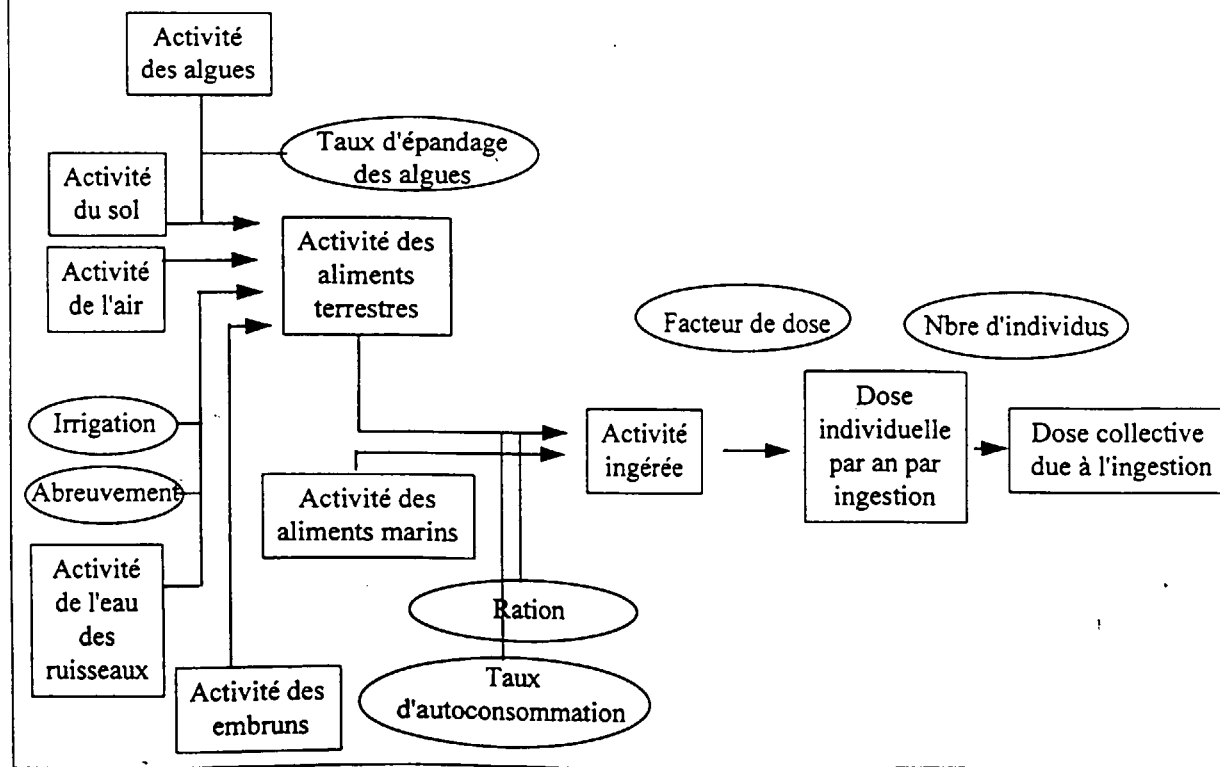 Activité
des algues
Taux d'épandage
des algues
Activité
du sol
Activité
de l'air
Activité des
aliments
terrestres
Facteur de dose
Nbre d'individus
Irrigation
Abreuvement
Activité
ingérée
Dose
individuelle
par an par
ingestion
Dose collective
due à l'ingestion
Activité des
aliments marins
Activité
de l'eau
des
ruisseaux
Ration
Activité des
embruns
Taux
d'autoconsommation